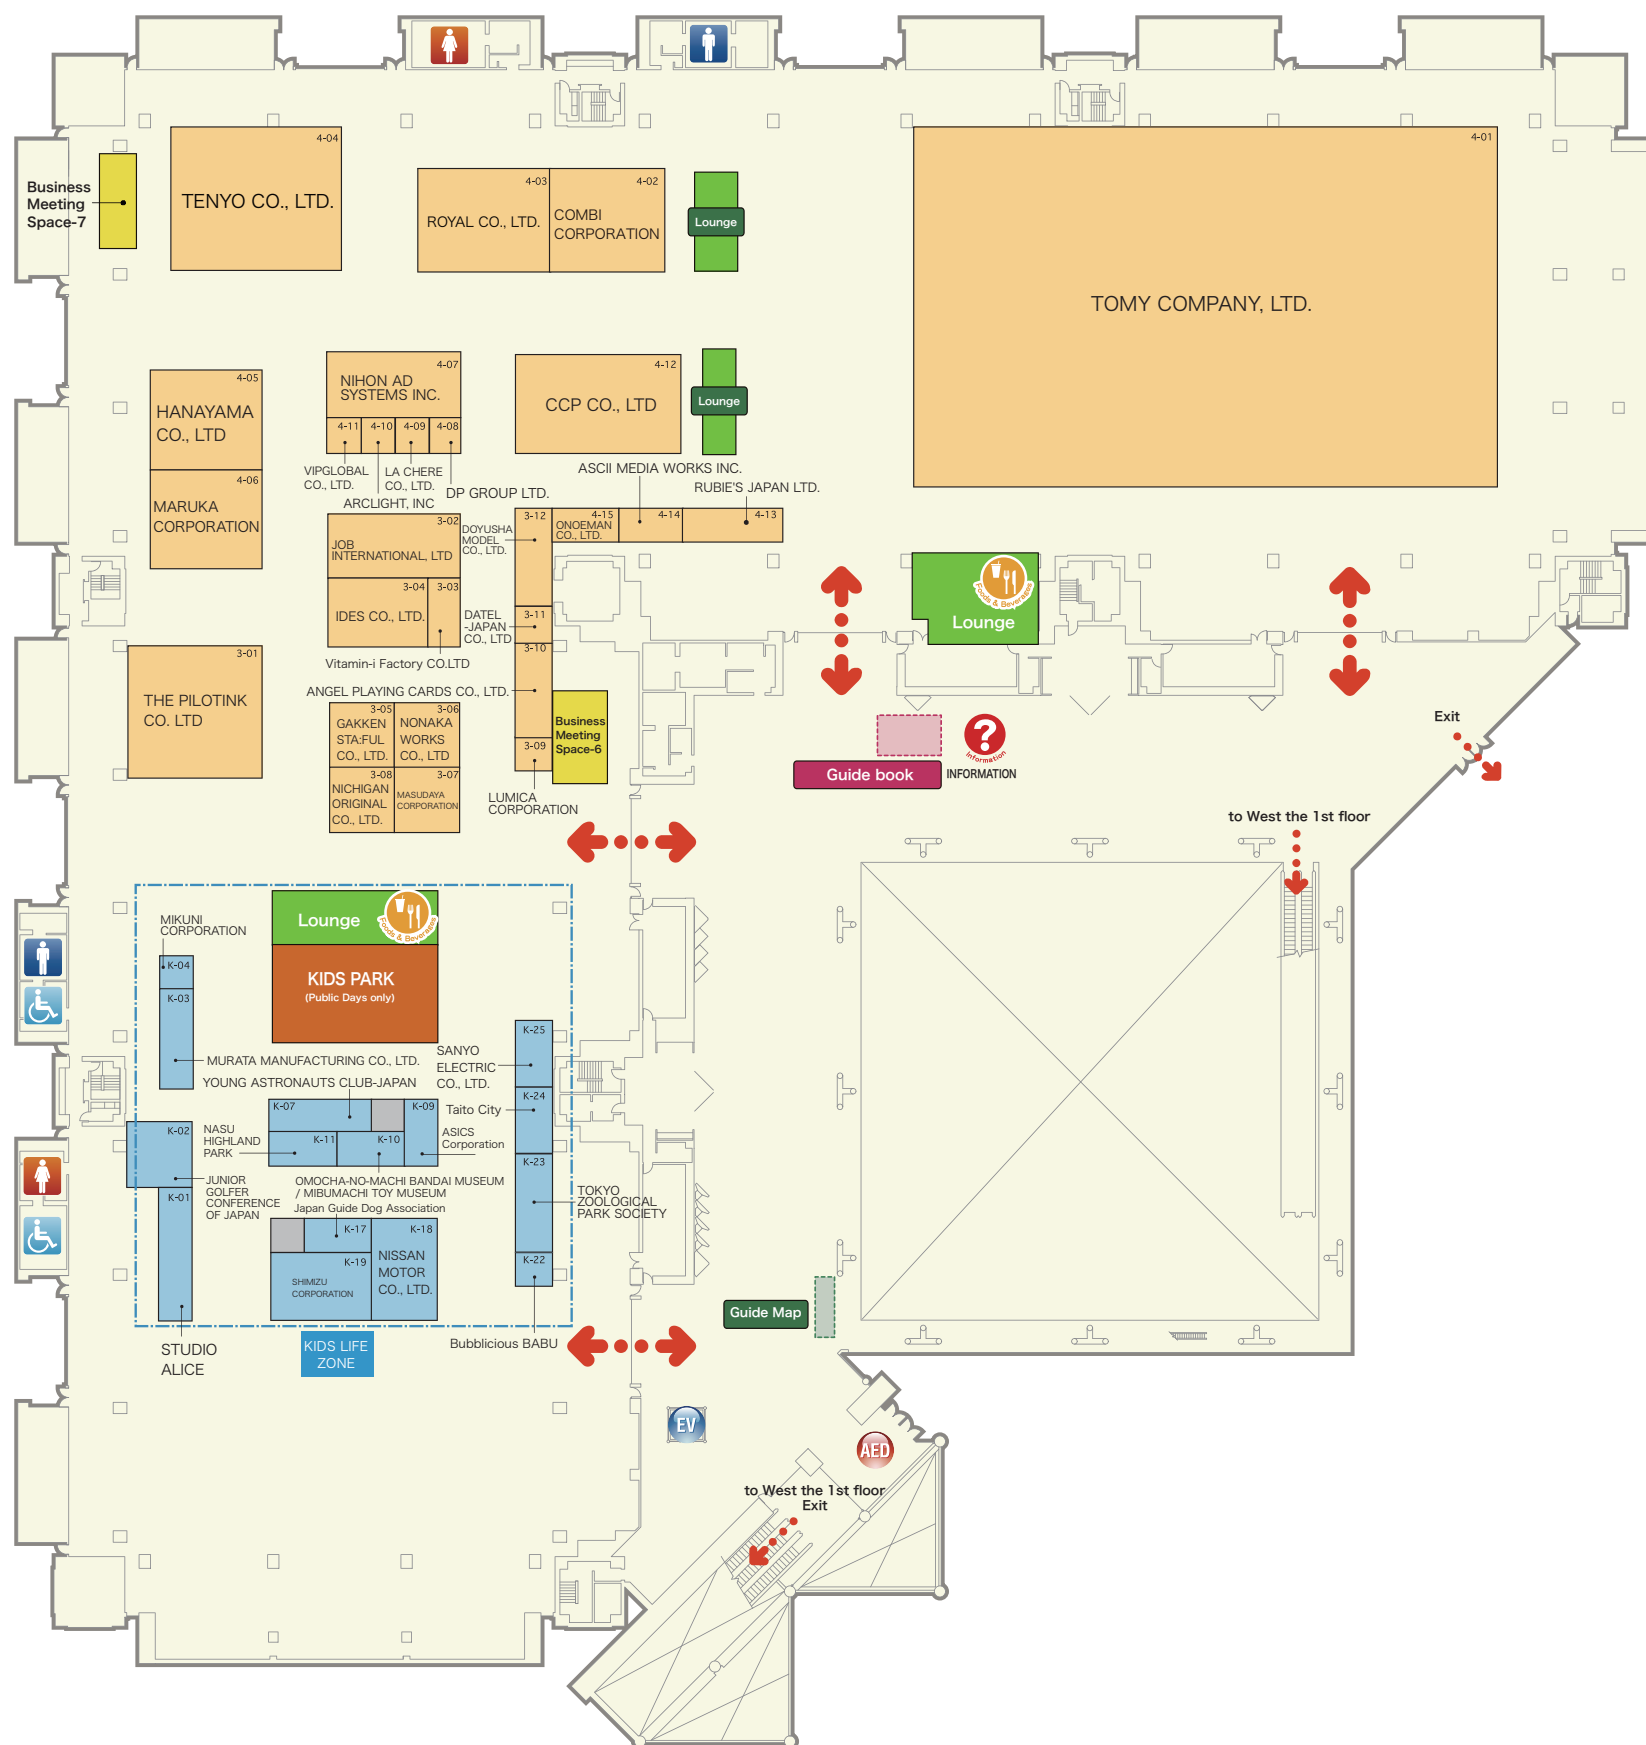 4-04
TENYO CO., LTD.
Business
Meeting
Space-7
4-03
ROYAL CO., LTD.
4-02
COMBI
CORPORATION
Lounge
4-01
TOMY COMPANY, LTD.
4-05
HANAYAMA
CO., LTD
4-06
MARUKA
CORPORATION
4-07
NIHON AD
SYSTEMS INC.
4-11
4-10
4-09
4-08
VIPGLOBAL
CO., LTD.
LA CHERE
CO., LTD.
ARCLIGHT, INC
DP GROUP LTD.
4-12
CCP CO., LTD
Lounge
ASCII MEDIA WORKS INC.
RUBIE'S JAPAN LTD.
3-02
JOB
INTERNATIONAL, LTD
3-04
IDES CO., LTD.
3-03
Vitamin-i Factory CO.LTD
3-12
DOYUSHA
MODEL
CO., LTD.
4-15
ONOEMAN
CO., LTD.
4-14
4-13
3-11
DATEL
-JAPAN
CO., LTD
3-10
ANGEL PLAYING CARDS CO., LTD.
3-09
LUMICA
CORPORATION
Business
Meeting
Space-6
3-01
THE PILOTINK
CO. LTD
3-05
GAKKEN
STA:FUL
CO., LTD.
3-06
NONAKA
WORKS
CO., LTD
3-08
NICHIGAN
ORIGINAL
CO., LTD.
3-07
MASUDAYA
CORPORATION
Foods & Beverages
Lounge
Guide book
Information
INFORMATION
Exit
to West the 1st floor
Lounge
Foods & Beverages
KIDS PARK
(Public Days only)
MIKUNI
CORPORATION
K-04
K-03
MURATA MANUFACTURING CO., LTD.
YOUNG ASTRONAUTS CLUB-JAPAN
K-07
K-09
K-11
K-10
NASU
HIGHLAND
PARK
ASICS
Corporation
OMOCHA-NO-MACHI BANDAI MUSEUM
/ MIBUMACHI TOY MUSEUM
K-02
JUNIOR
GOLFER
CONFERENCE
OF JAPAN
K-01
STUDIO
ALICE
Japan Guide Dog Association
K-17
K-18
NISSAN
MOTOR
CO., LTD.
K-19
SHIMIZU
CORPORATION
K-25
SANYO
ELECTRIC
CO., LTD.
K-24
Taito City
K-23
TOKYO
ZOOLOGICAL
PARK SOCIETY
K-22
Bubblicious BABU
KIDS LIFE
ZONE
Guide Map
EV
AED
to West the 1st floor
Exit